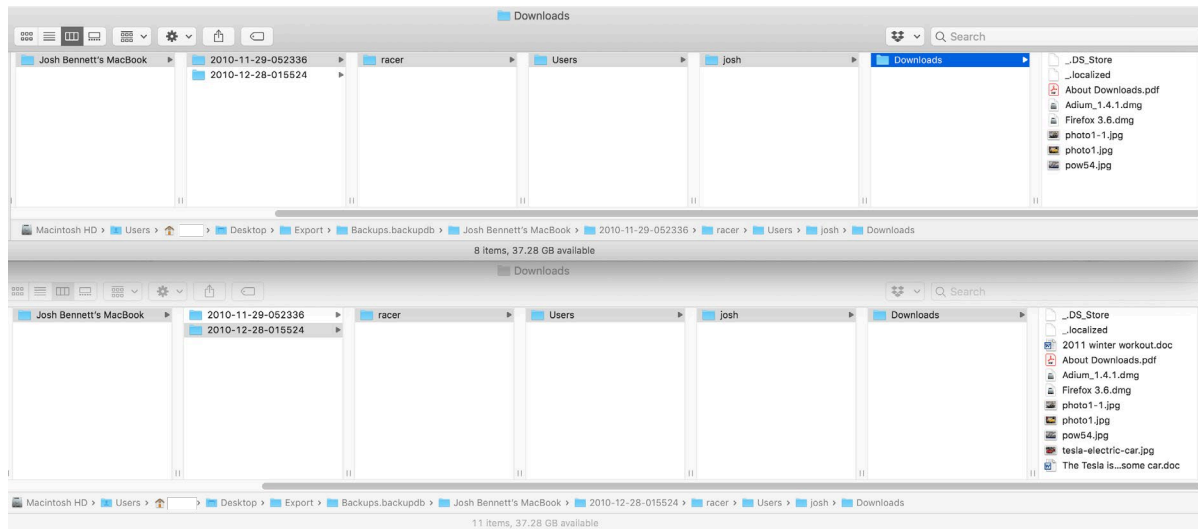 Downloads
Search
Josh Bennett's MacBook
2010-11-29-052336
2010-12-28-015524
racer
Users
josh
Downloads
_.DS_Store
_.localized
About Downloads.pdf
Adium_1.4.1.dmg
Firefox 3.6.dmg
photo1-1.jpg
photo1.jpg
pow54.jpg
Macintosh HD › Users › › Desktop › Export › Backups.backupdb › Josh Bennett's MacBook › 2010-11-29-052336 › racer › Users › josh › Downloads
8 items, 37.28 GB available
Downloads
Search
Josh Bennett's MacBook
2010-11-29-052336
2010-12-28-015524
racer
Users
josh
Downloads
_.DS_Store
_.localized
2011 winter workout.doc
About Downloads.pdf
Adium_1.4.1.dmg
Firefox 3.6.dmg
photo1-1.jpg
photo1.jpg
pow54.jpg
tesla-electric-car.jpg
The Tesla is...some car.doc
Macintosh HD › Users › › Desktop › Export › Backups.backupdb › Josh Bennett's MacBook › 2010-12-28-015524 › racer › Users › josh › Downloads
11 items, 37.28 GB available